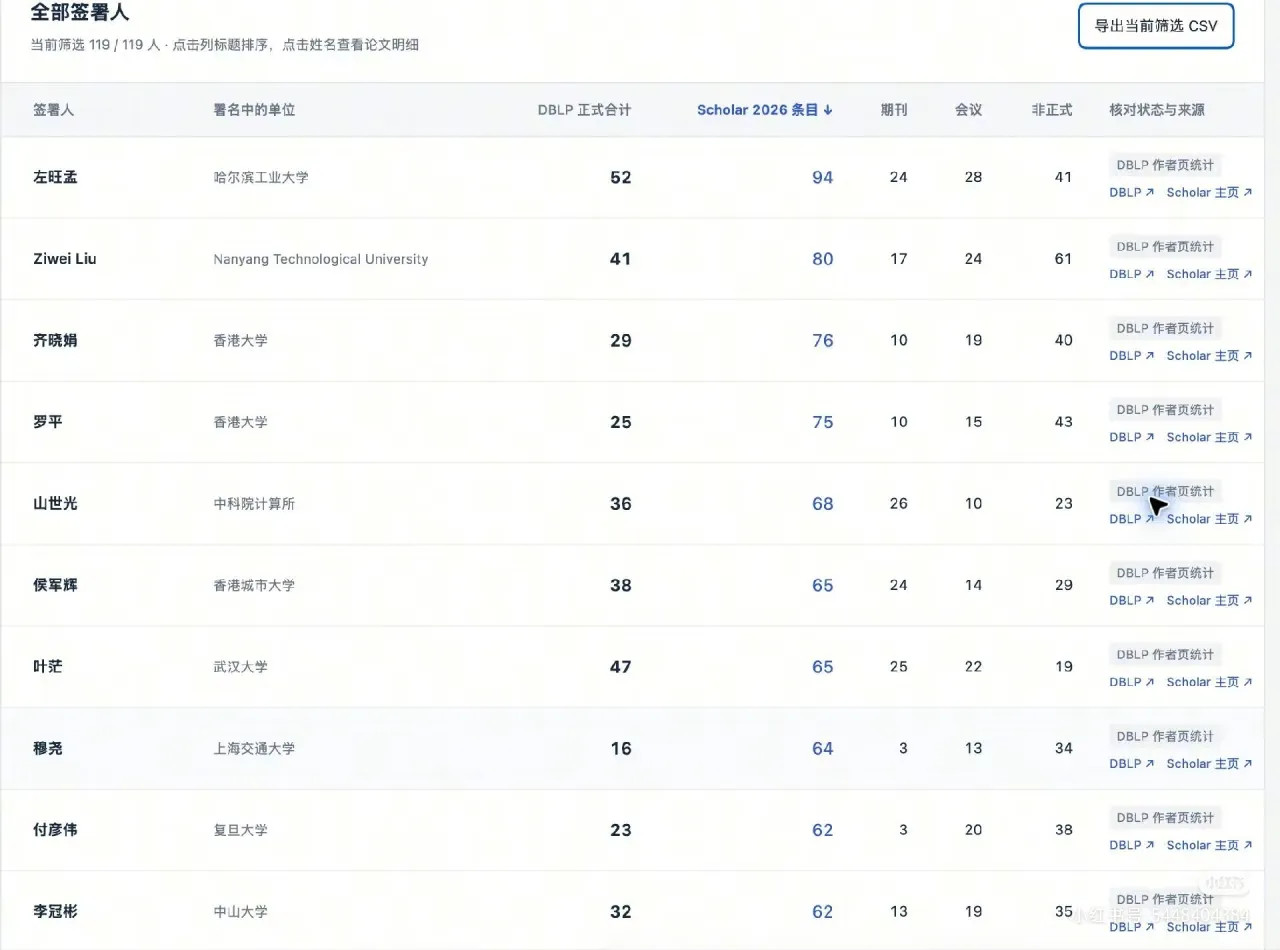 全部签署人
当前筛选 119 / 119 人 · 点击列标题排序，点击姓名查看论文明细
导出当前筛选 CSV
签署人 署名中的单位 DBLP 正式合计 Scholar 2026 条目 ↓ 期刊 会议 非正式 核对状态与来源
左旺孟 哈尔滨工业大学 52 94 24 28 41 DBLP 作者页统计
DBLP ↗ Scholar 主页 ↗
Ziwei Liu Nanyang Technological University 41 80 17 24 61 DBLP 作者页统计
DBLP ↗ Scholar 主页 ↗
齐晓娟 香港大学 29 76 10 19 40 DBLP 作者页统计
DBLP ↗ Scholar 主页 ↗
罗平 香港大学 25 75 10 15 43 DBLP 作者页统计
DBLP ↗ Scholar 主页 ↗
山世光 中科院计算所 36 68 26 10 23 DBLP 作者页统计
DBLP ↗ Scholar 主页 ↗
侯军辉 香港城市大学 38 65 24 14 29 DBLP 作者页统计
DBLP ↗ Scholar 主页 ↗
叶茫 武汉大学 47 65 25 22 19 DBLP 作者页统计
DBLP ↗ Scholar 主页 ↗
穆尧 上海交通大学 16 64 3 13 34 DBLP 作者页统计
DBLP ↗ Scholar 主页 ↗
付彦伟 复旦大学 23 62 3 20 38 DBLP 作者页统计
DBLP ↗ Scholar 主页 ↗
李冠彬 中山大学 32 62 13 19 35 DBLP 作者页统计
DBLP ↗ Scholar 主页 ↗
小红书
小红书号